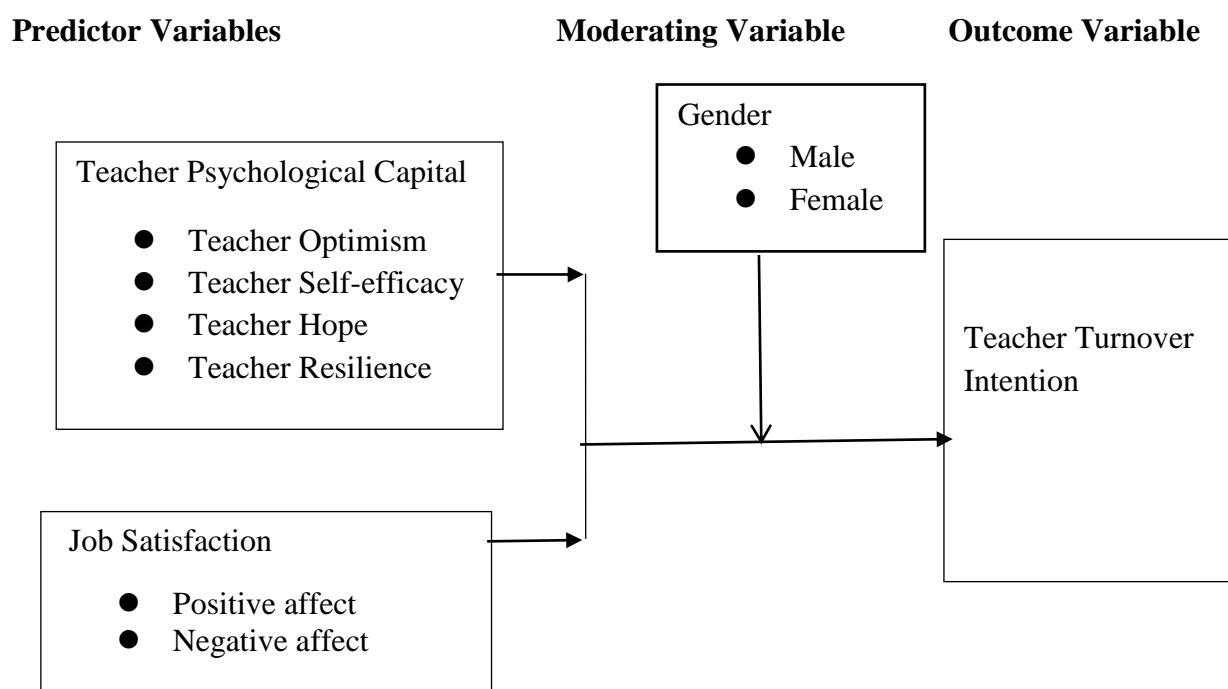 Predictor Variables
Moderating Variable
Outcome Variable
Gender
● Male
● Female
Teacher Psychological Capital
● Teacher Optimism
● Teacher Self-efficacy
● Teacher Hope
● Teacher Resilience
Teacher Turnover
Intention
Job Satisfaction
● Positive affect
● Negative affect